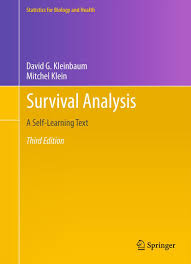 Statistics for Biology and Health
David G. Kleinbaum
Mitchel Klein
Survival Analysis
A Self-Learning Text
Third Edition
Springer